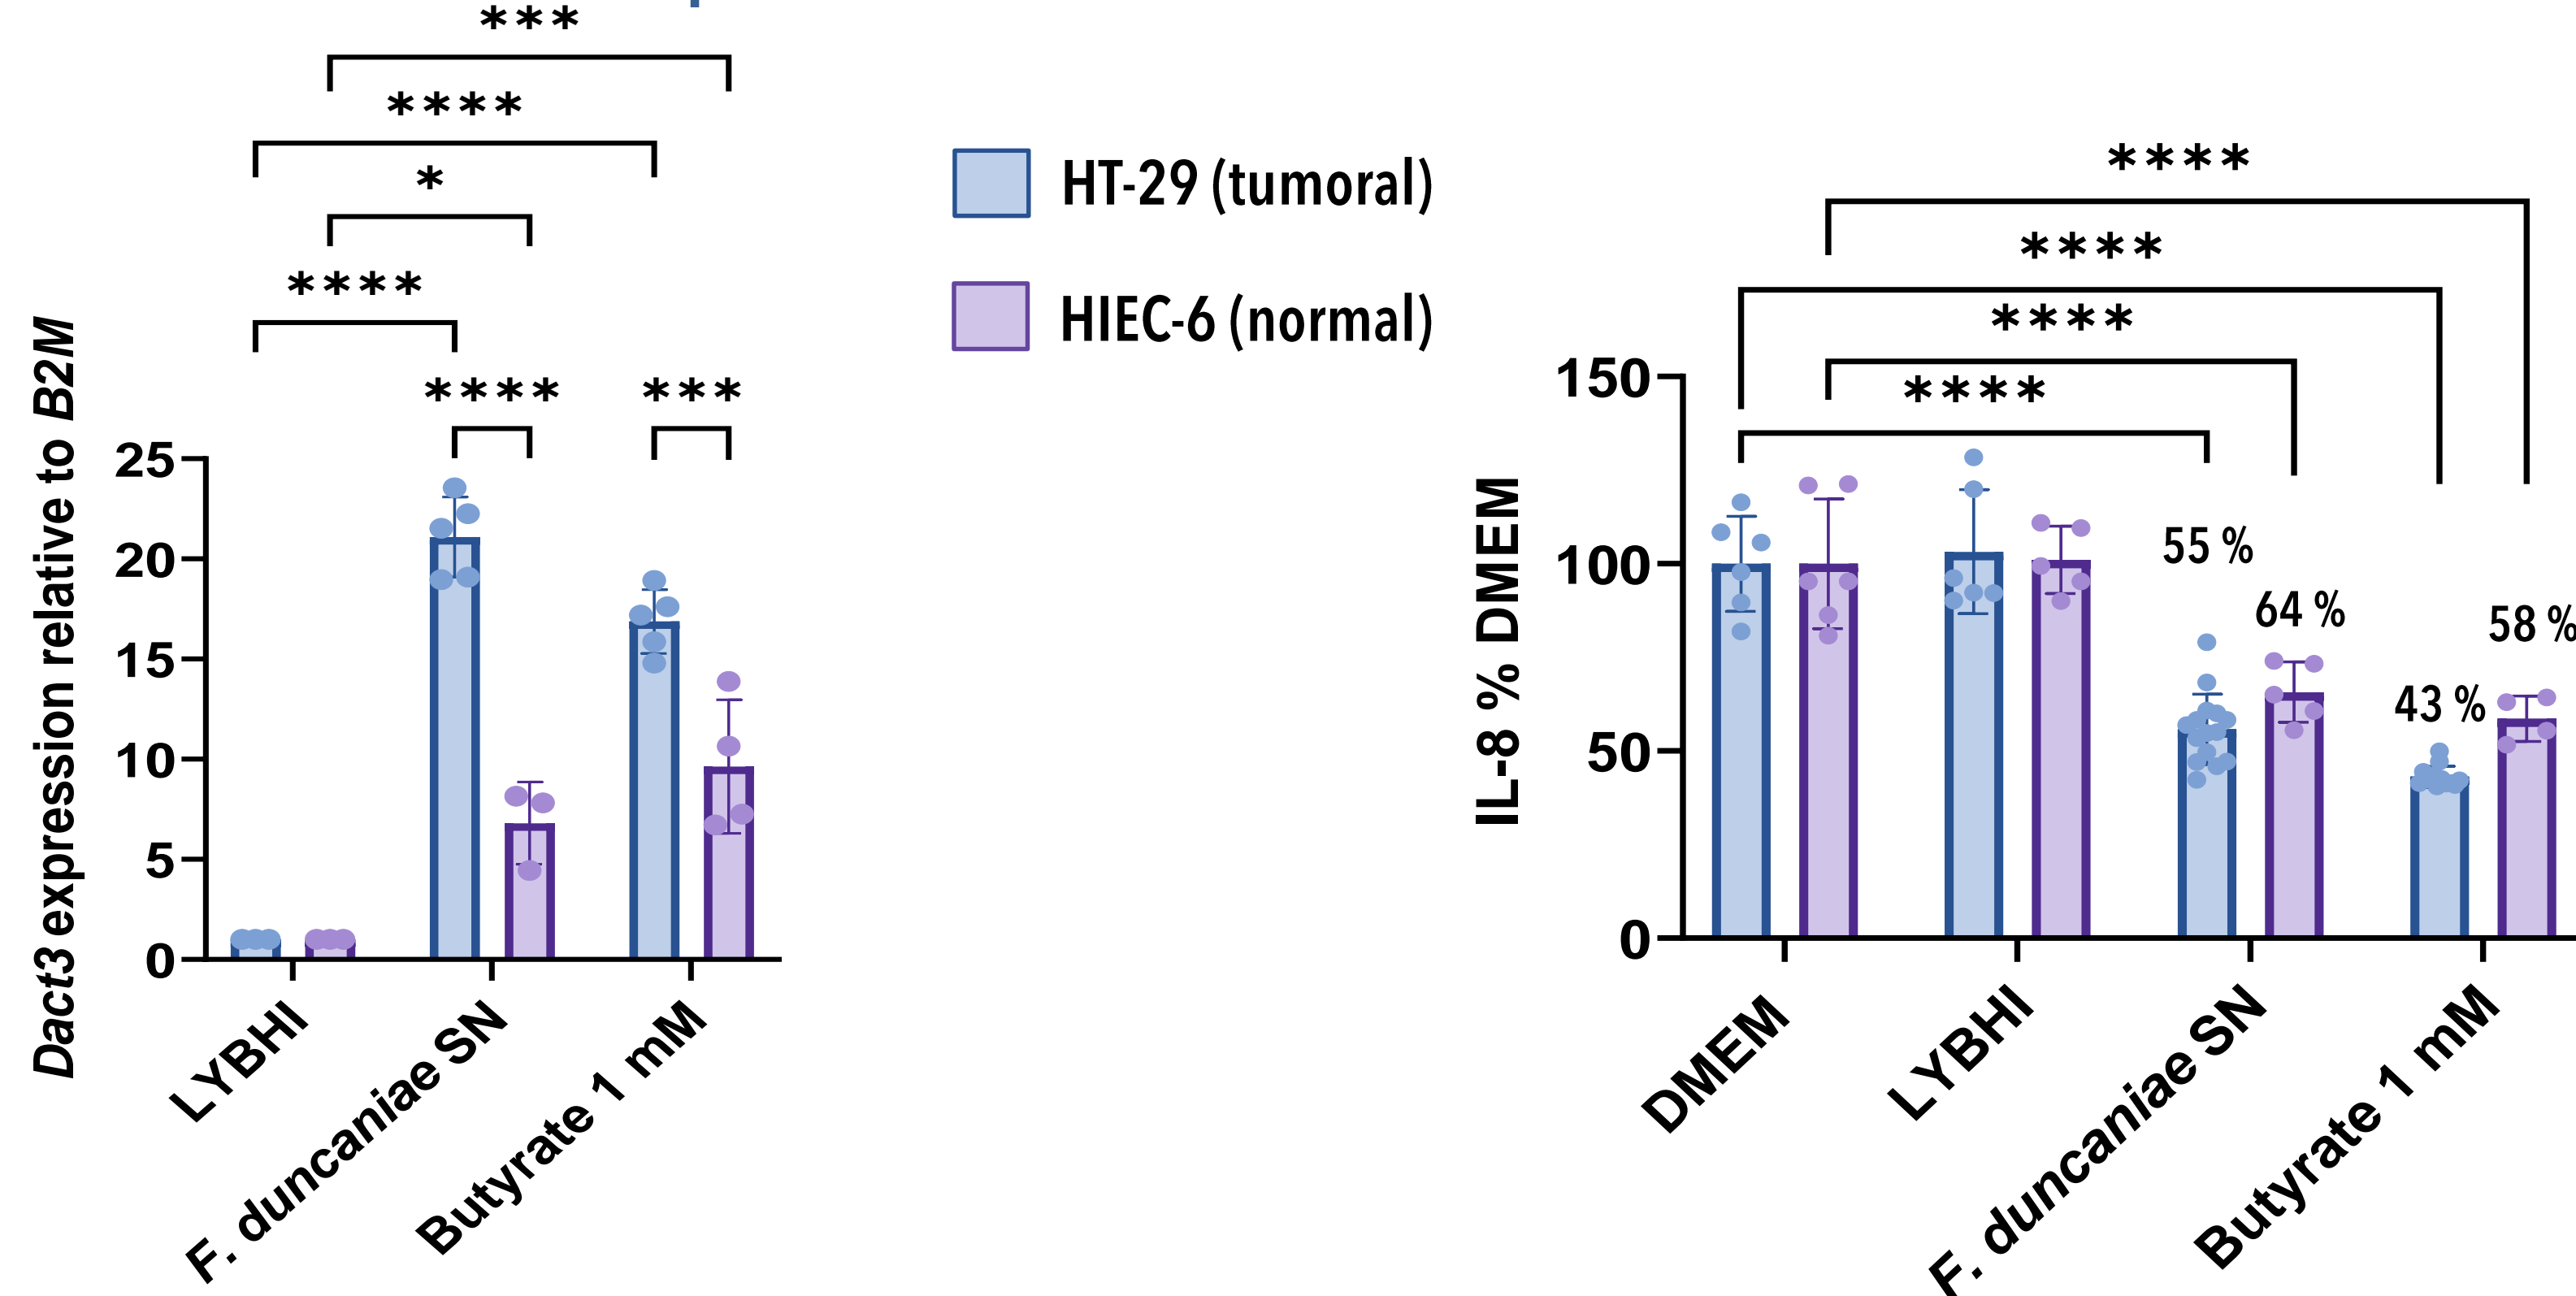 ***
****
*
****
**** ***
Dact3 expression relative to B2M
25
20
15
10
5
0
LYBHI
F. duncaniae SN
Butyrate 1 mM
HT-29 (tumoral)
HIEC-6 (normal)
****
****
****
****
IL-8 % DMEM
150
100
50
0
55 %
64 %
43 %
58 %
DMEM
LYBHI
F. duncaniae SN
Butyrate 1 mM